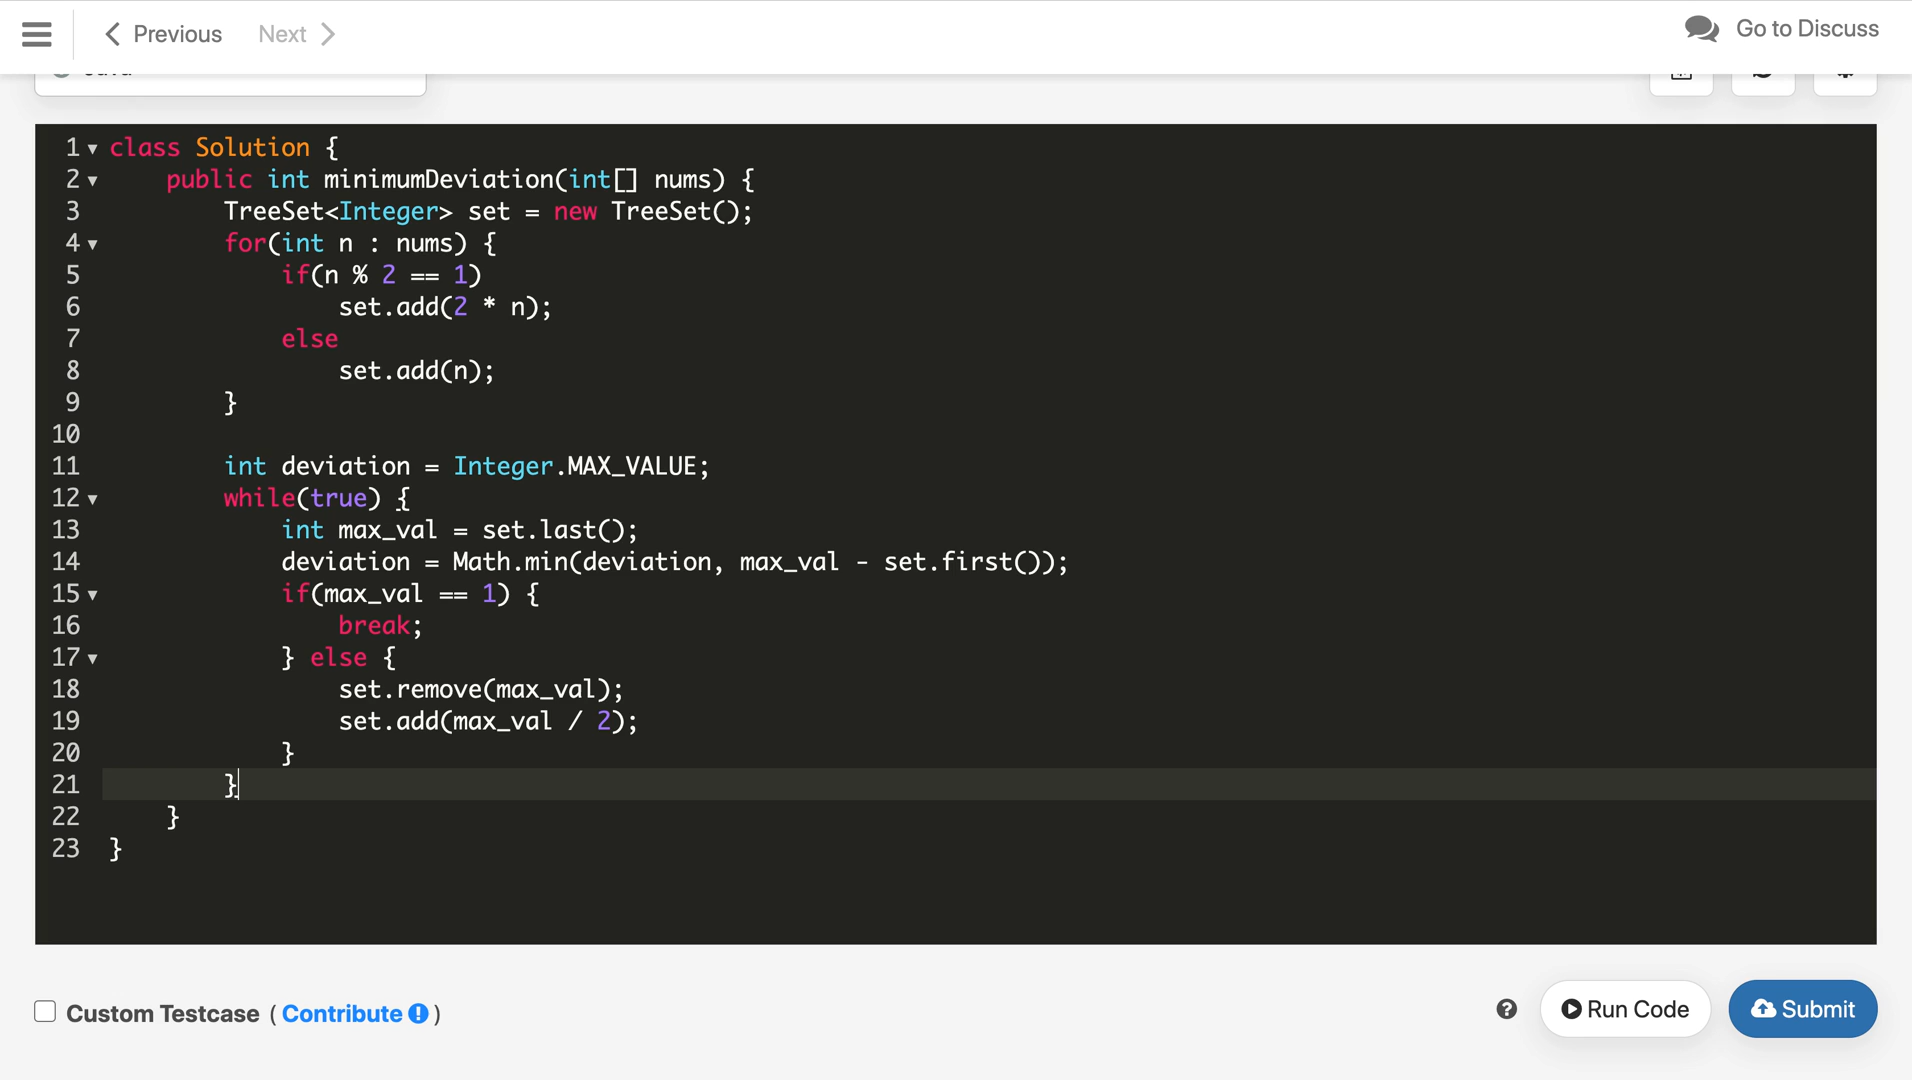 Previous Next Go to Discuss
1 class Solution {
2 public int minimumDeviation(int[] nums) {
3 TreeSet<Integer> set = new TreeSet();
4 for(int n : nums) {
5 if(n % 2 == 1)
6 set.add(2 * n);
7 else
8 set.add(n);
9 }
10
11 int deviation = Integer.MAX_VALUE;
12 while(true) {
13 int max_val = set.last();
14 deviation = Math.min(deviation, max_val - set.first());
15 if(max_val == 1) {
16 break;
17 } else {
18 set.remove(max_val);
19 set.add(max_val / 2);
20 }
21 }
22 }
23 }
Custom Testcase ( Contribute ) Run Code Submit